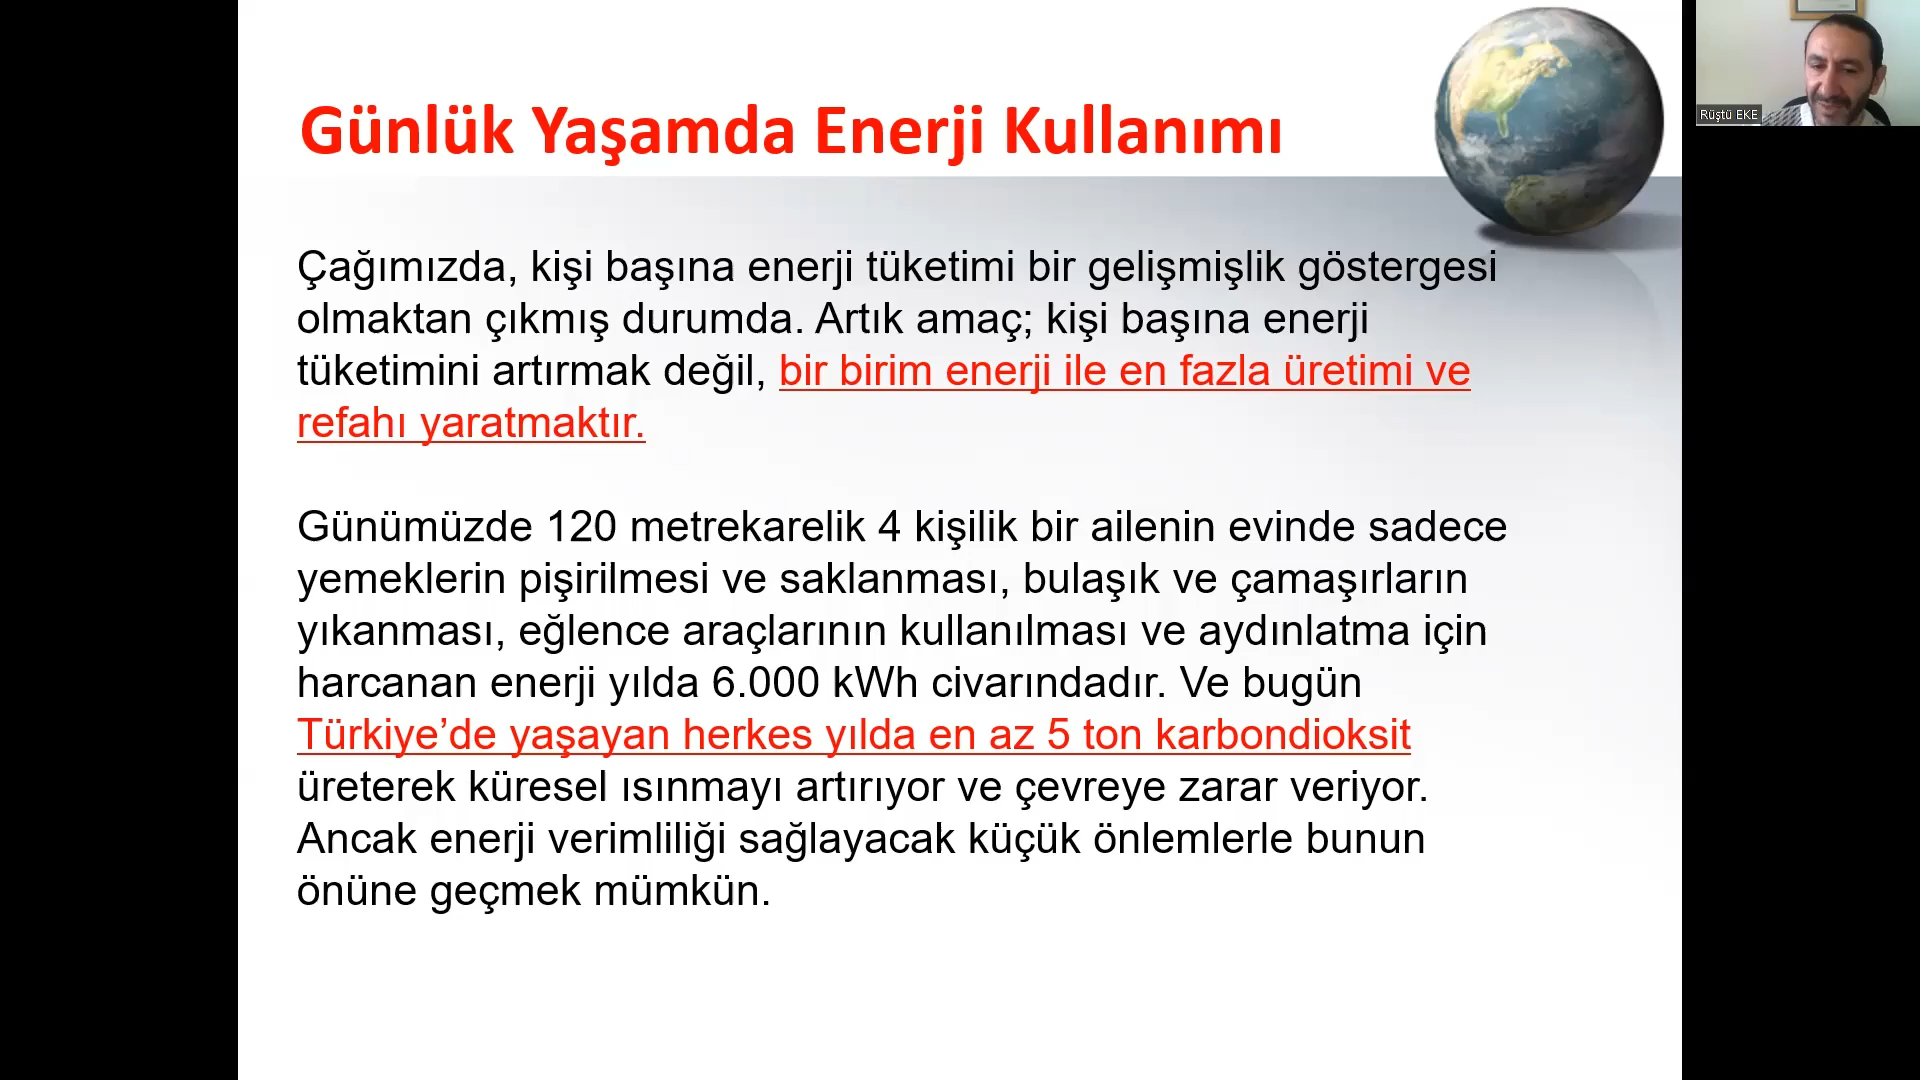 Günlük Yaşamda Enerji Kullanımı
Rüştü EKE
Çağımızda, kişi başına enerji tüketimi bir gelişmişlik göstergesi
olmaktan çıkmış durumda. Artık amaç; kişi başına enerji
tüketimini artırmak değil, bir birim enerji ile en fazla üretimi ve
refahı yaratmaktır.
Günümüzde 120 metrekarelik 4 kişilik bir ailenin evinde sadece
yemeklerin pişirilmesi ve saklanması, bulaşık ve çamaşırların
yıkanması, eğlence araçlarının kullanılması ve aydınlatma için
harcanan enerji yılda 6.000 kWh civarındadır. Ve bugün
Türkiye’de yaşayan herkes yılda en az 5 ton karbondioksit
üreterek küresel ısınmayı artırıyor ve çevreye zarar veriyor.
Ancak enerji verimliliği sağlayacak küçük önlemlerle bunun
önüne geçmek mümkün.